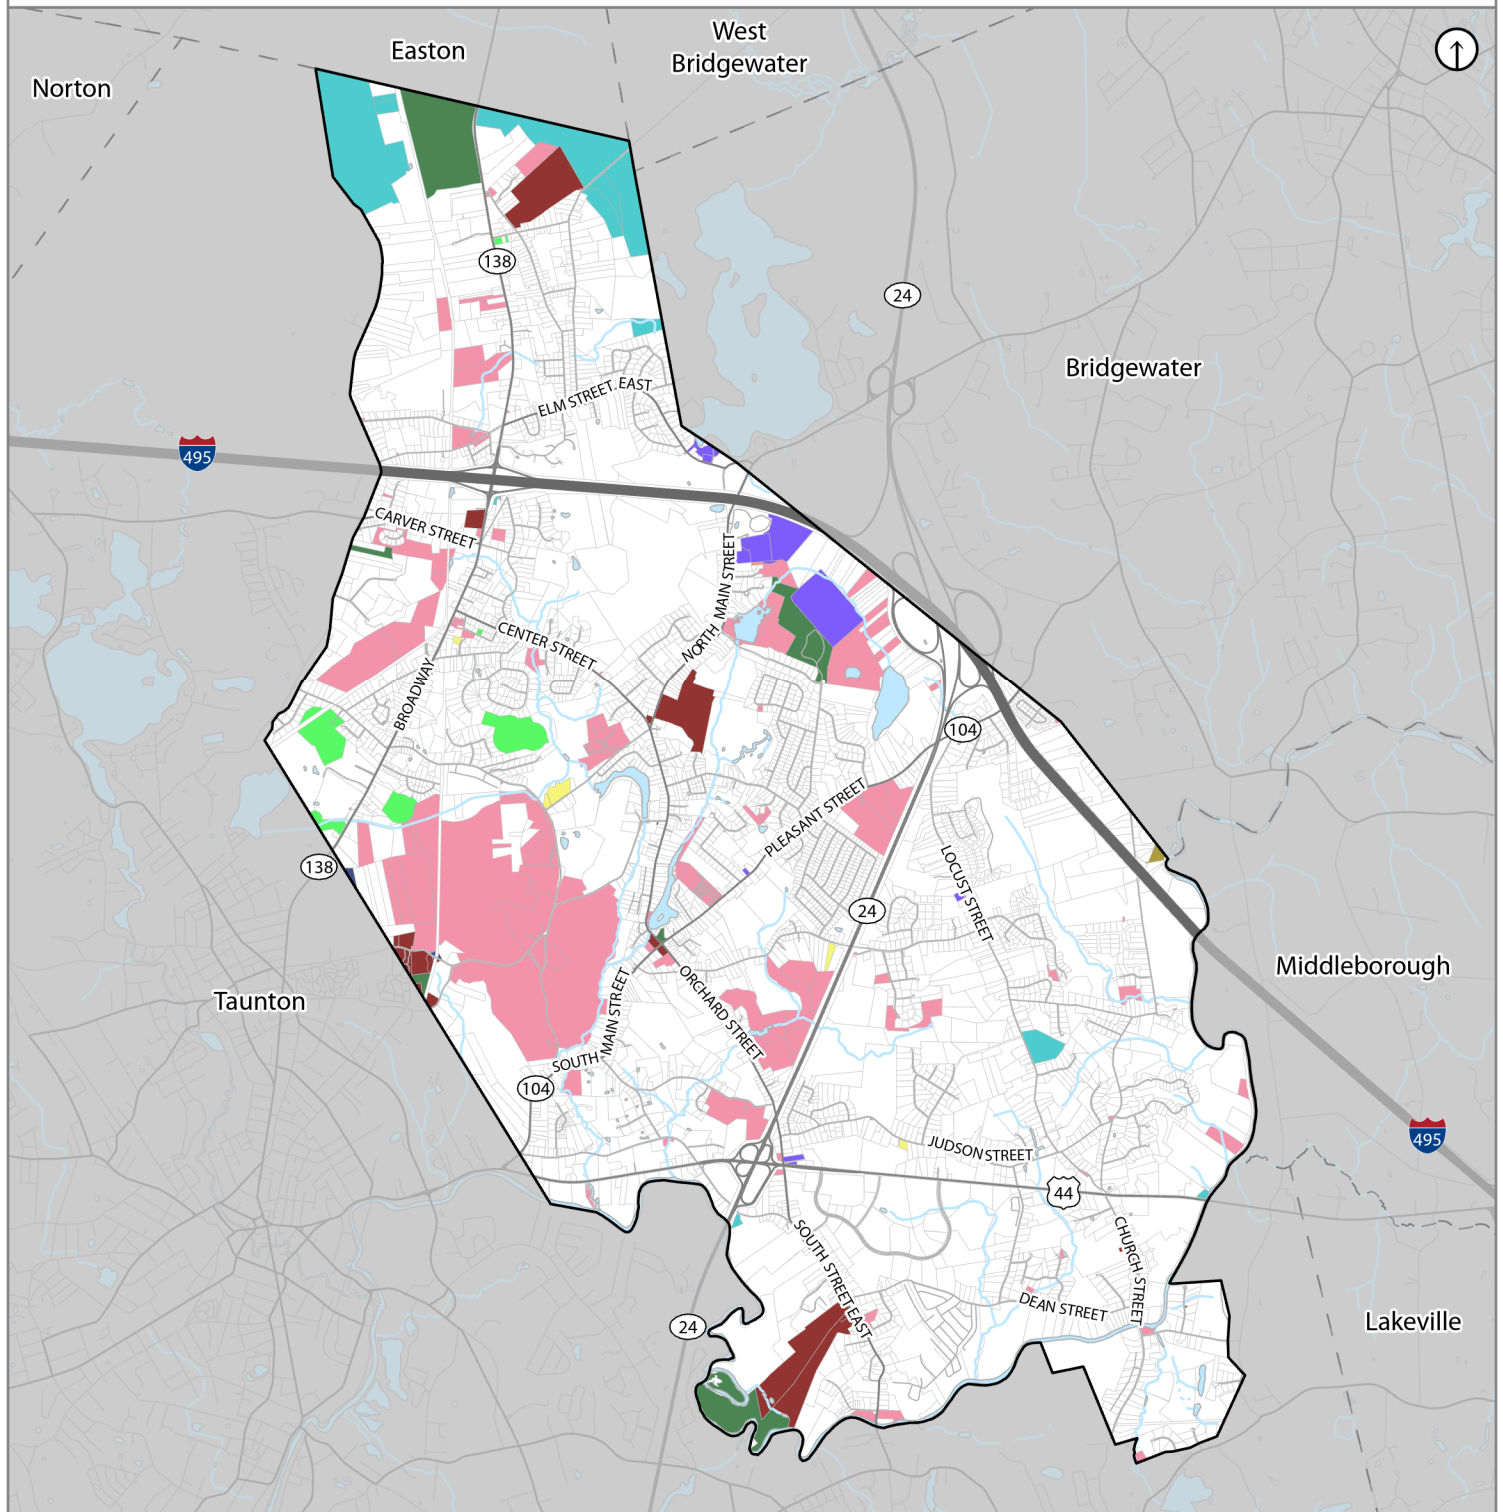 West
Bridgewater
Easton
Norton
138
24
Bridgewater
ELM STREET EAST
495
CARVER STREET
NORTH MAIN STREET
CENTER STREET
BROADWAY
104
PLEASANT STREET
138
LOCUST STREET
24
Middleborough
Taunton
ORCHARD STREET
SOUTH MAIN STREET
104
495
JUDSON STREET
44
CHURCH STREET
SOUTH STREET EAST
DEAN STREET
24
Lakeville